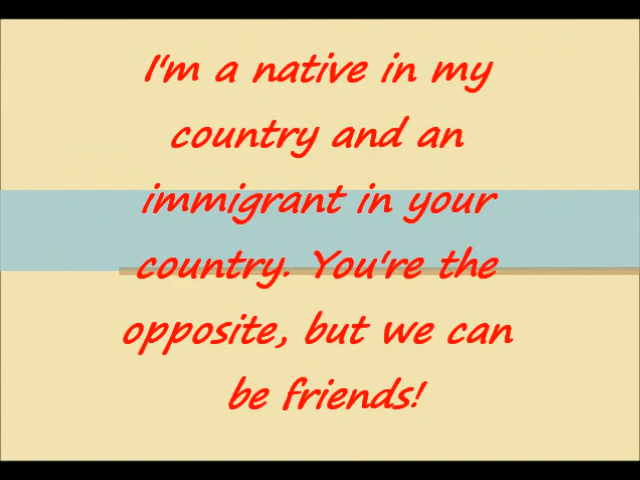 I'm a native in my
country and an
immigrant in your
country. You're the
opposite, but we can
be friends!